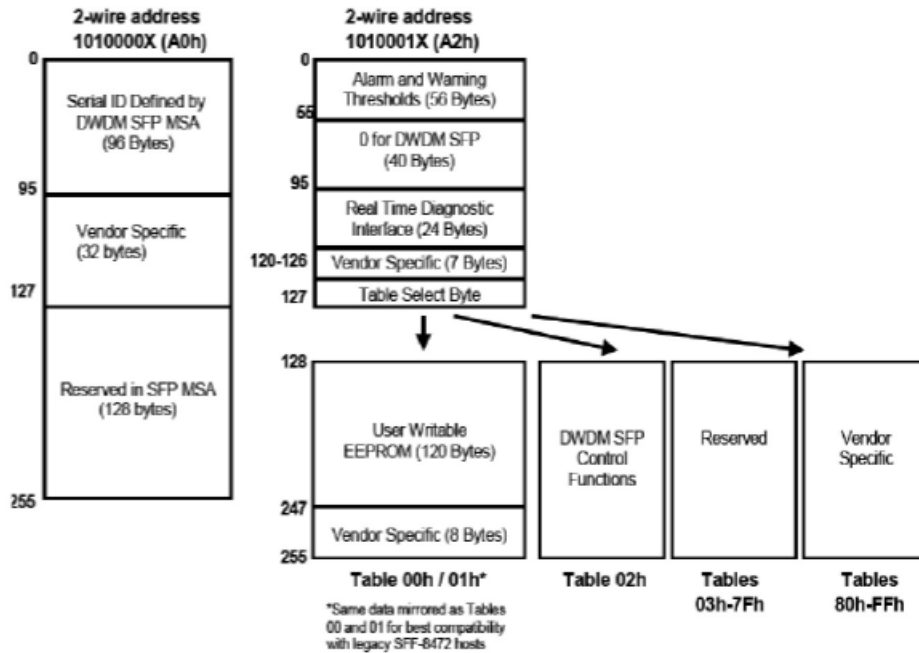 2-wire address
1010000X (A0h)
0
Serial ID Defined by
DWDM SFP MSA
(96 Bytes)
95
Vendor Specific
(32 bytes)
127
Reserved in SFP MSA
(128 bytes)
255
2-wire address
1010001X (A2h)
0
Alarm and Warning
Thresholds (56 Bytes)
55
0 for DWDM SFP
(40 Bytes)
95
Real Time Diagnostic
Interface (24 Bytes)
120-126
Vendor Specific (7 Bytes)
127
Table Select Byte
128
User Writable
EEPROM (120 Bytes)
247
Vendor Specific (8 Bytes)
255
Table 00h / 01h*
*Same data mirrored as Tables
00 and 01 for best compatibility
with legacy SFF-8472 hosts
DWDM SFP
Control
Functions
Table 02h
Reserved
Tables
03h-7Fh
Vendor
Specific
Tables
80h-FFh